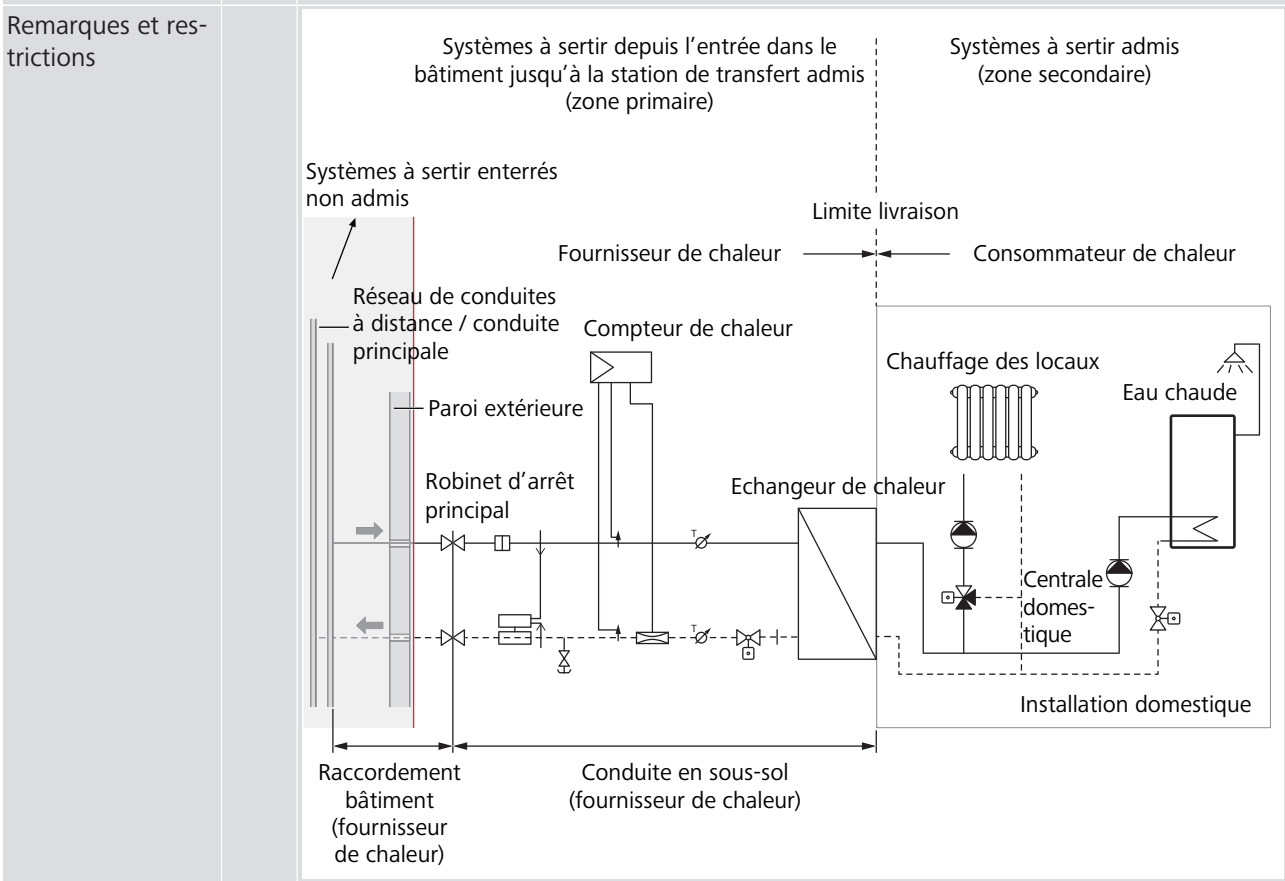 Remarques et res-
trictions
Systèmes à sertir depuis l'entrée dans le
bâtiment jusqu'à la station de transfert admis
(zone primaire)
Systèmes à sertir admis
(zone secondaire)
Systèmes à sertir enterrés
non admis
Limite livraison
Fournisseur de chaleur
Consommateur de chaleur
Réseau de conduites
à distance / conduite
principale
Compteur de chaleur
Chauffage des locaux
Eau chaude
Paroi extérieure
Robinet d'arrêt
principal
Echangeur de chaleur
T
T
Centrale
domes-
tique
Installation domestique
Raccordement
bâtiment
(fournisseur
de chaleur)
Conduite en sous-sol
(fournisseur de chaleur)